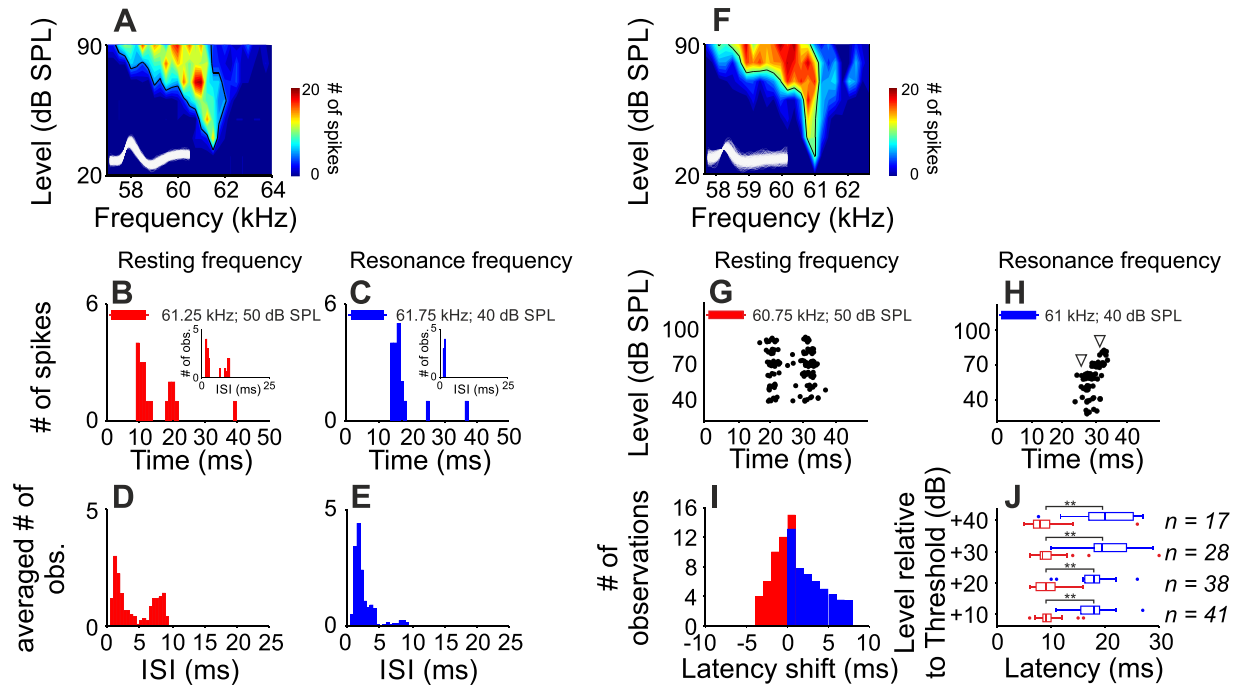 A
Level (dB SPL)
90
20
58 60 62 64
Frequency (kHz)
20
0
# of spikes
F
Level (dB SPL)
90
20
58 59 60 61 62
Frequency (kHz)
20
0
# of spikes
Resting frequency
Resonance frequency
B
# of spikes
6
0
61.25 kHz; 50 dB SPL
5
0
# of obs.
0 25
ISI (ms)
0 10 20 30 40 50
Time (ms)
C
6
0
61.75 kHz; 40 dB SPL
5
0
# of obs.
0 25
ISI (ms)
0 10 20 30 40 50
Time (ms)
Resting frequency
Resonance frequency
G
Level (dB SPL)
60.75 kHz; 50 dB SPL
100
70
40
0 10 20 30 40
Time (ms)
H
61 kHz; 40 dB SPL
100
70
40
0 10 20 30 40
Time (ms)
D
averaged # of
obs.
5
0
0 5 10 15 20 25
ISI (ms)
E
5
0
0 5 10 15 20 25
ISI (ms)
I
# of
observations
16
12
8
4
0
-10 -5 0 5 10
Latency shift (ms)
J
Level relative
to Threshold (dB)
+40 ** n = 17
+30 ** n = 28
+20 ** n = 38
+10 ** n = 41
0 10 20 30
Latency (ms)